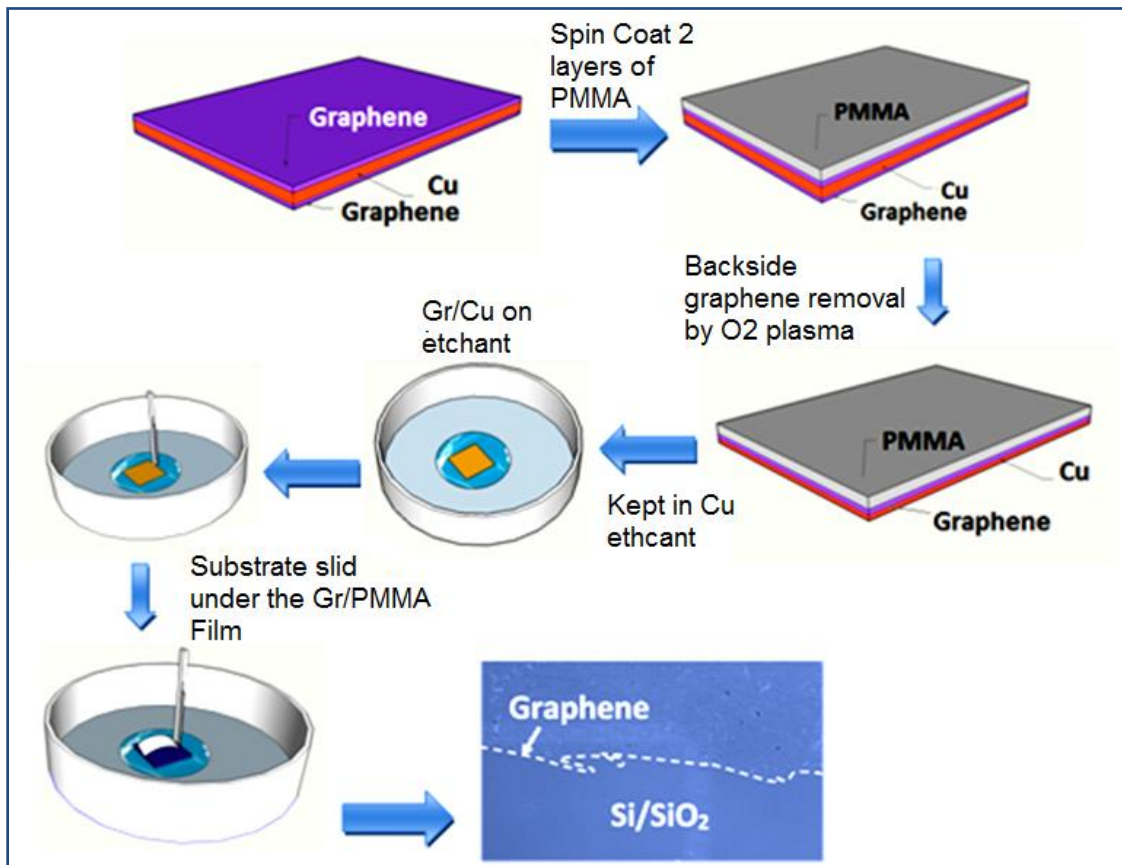 Graphene
Cu
Graphene
Spin Coat 2
layers of
PMMA
PMMA
Cu
Graphene
Backside
graphene removal
by O2 plasma
PMMA
Cu
Graphene
Kept in Cu
ethcant
Gr/Cu on
etchant
Substrate slid
under the Gr/PMMA
Film
Graphene
Si/SiO₂